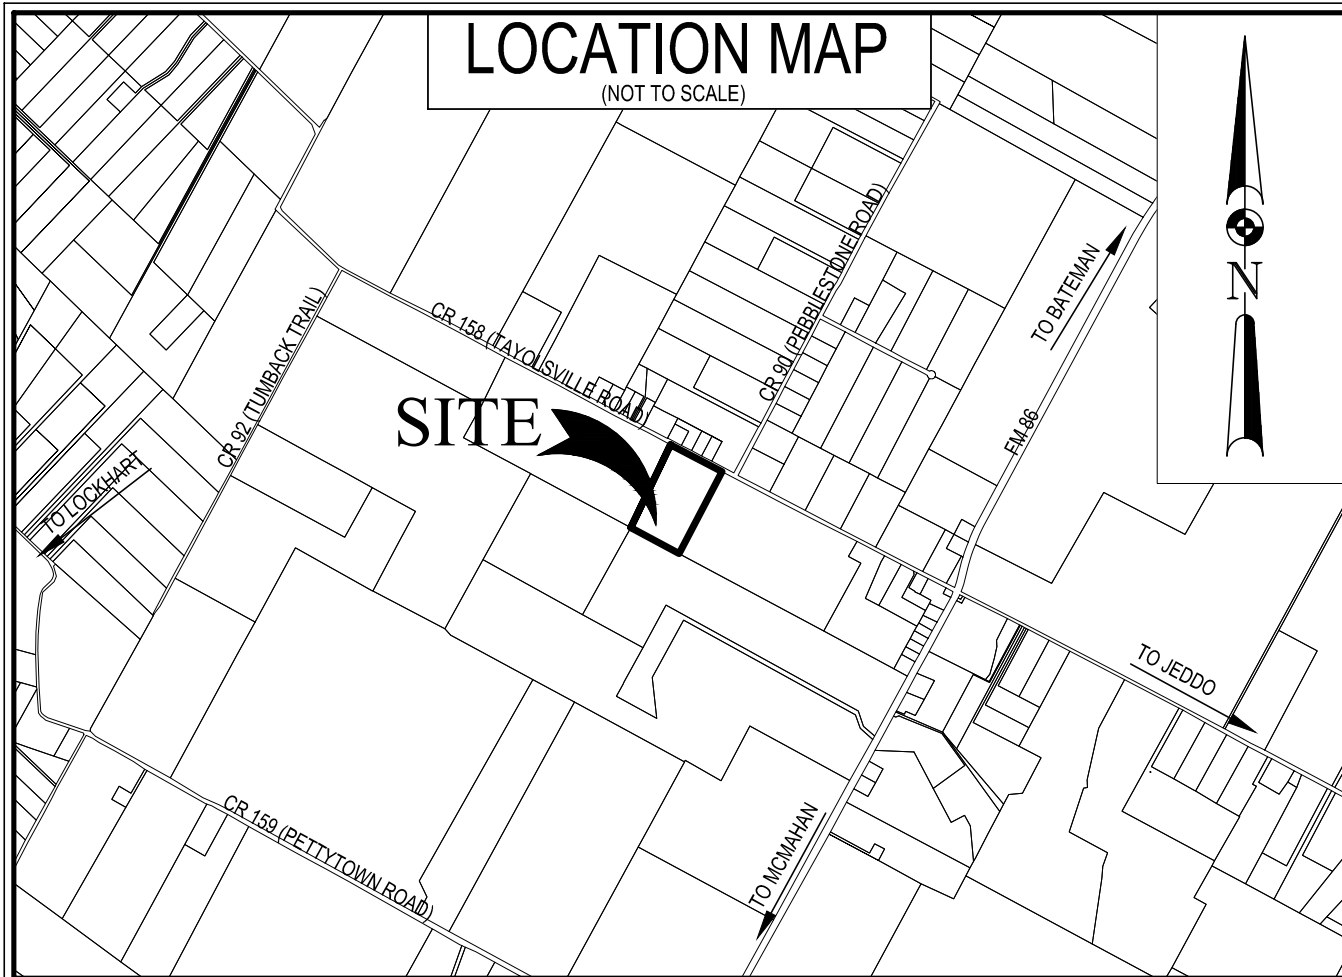 LOCATION MAP
(NOT TO SCALE)
N
CR 90 (PEBBLESTONE ROAD)
TO BATEMAN
CR 158 (TAYOLSVILLE ROAD)
CR 92 (TUMBACK TRAIL)
SITE
FM 86
TO LOCKHART
TO JEDDO
CR 159 (PETTYTOWN ROAD)
TO MCMAHAN